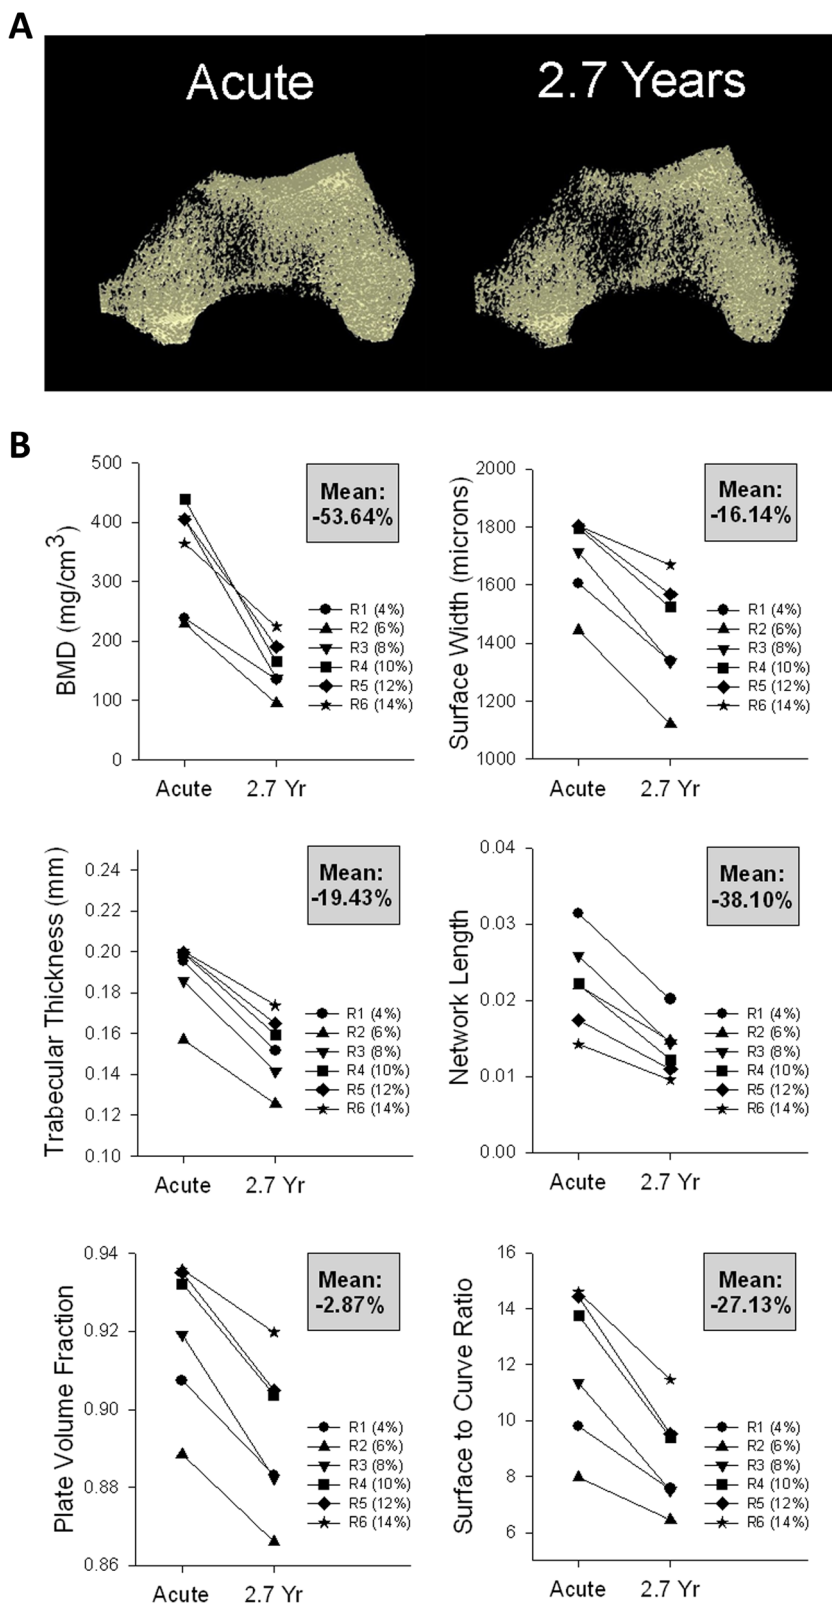 A
Acute
2.7 Years
B
BMD (mg/cm3)
500
400
300
200
100
0
Mean:
-53.64%
R1 (4%)
R2 (6%)
R3 (8%)
R4 (10%)
R5 (12%)
R6 (14%)
Acute
2.7 Yr
Surface Width (microns)
2000
1800
1600
1400
1200
1000
Mean:
-16.14%
R1 (4%)
R2 (6%)
R3 (8%)
R4 (10%)
R5 (12%)
R6 (14%)
Acute
2.7 Yr
Trabecular Thickness (mm)
0.24
0.22
0.20
0.18
0.16
0.14
0.12
0.10
Mean:
-19.43%
R1 (4%)
R2 (6%)
R3 (8%)
R4 (10%)
R5 (12%)
R6 (14%)
Acute
2.7 Yr
Network Length
0.04
0.03
0.02
0.01
0.00
Mean:
-38.10%
R1 (4%)
R2 (6%)
R3 (8%)
R4 (10%)
R5 (12%)
R6 (14%)
Acute
2.7 Yr
Plate Volume Fraction
0.94
0.92
0.90
0.88
0.86
Mean:
-2.87%
R1 (4%)
R2 (6%)
R3 (8%)
R4 (10%)
R5 (12%)
R6 (14%)
Acute
2.7 Yr
Surface to Curve Ratio
16
14
12
10
8
6
Mean:
-27.13%
R1 (4%)
R2 (6%)
R3 (8%)
R4 (10%)
R5 (12%)
R6 (14%)
Acute
2.7 Yr